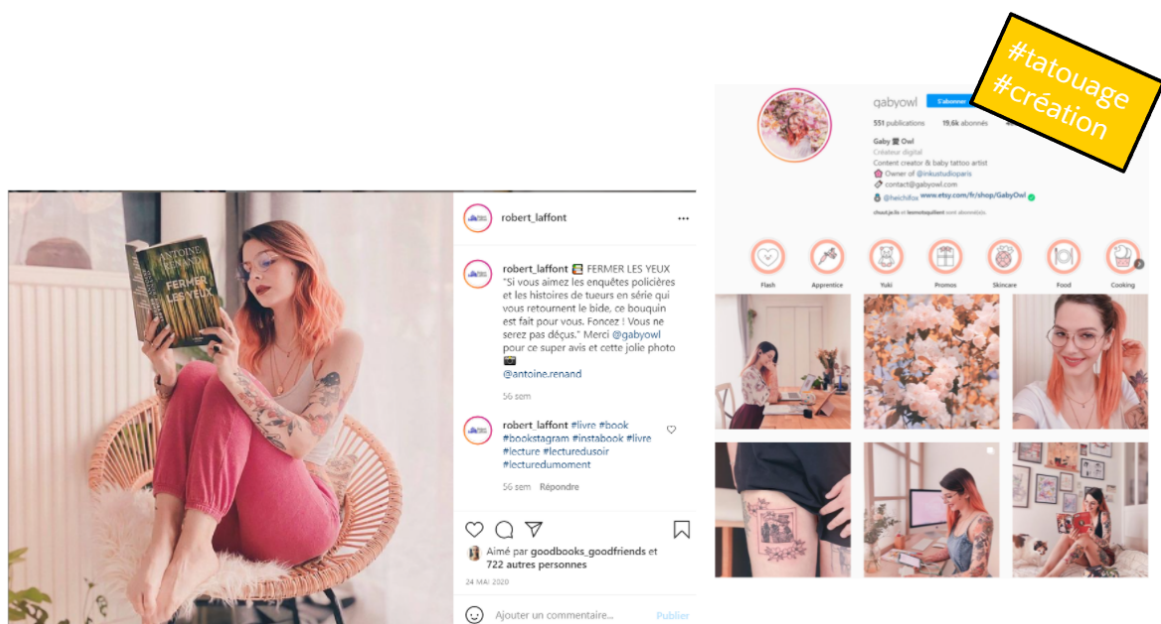 ANTOINE
RENAND
FERMER
LES YEUX
robert_laffont
robert_laffont FERMER LES YEUX
"Si vous aimez les enquêtes policières
et les histoires de tueurs en série qui
vous retournent le bide, ce bouquin
est fait pour vous. Foncez ! Vous ne
serez pas déçus." Merci @gabyowl
pour ce super avis et cette jolie photo
@antoine.renand
56 sem
robert_laffont #livre #book
#bookstagram #instabook #livre
#lecture #lecturedusoir
#lecturedumoment
56 sem Répondre
Aimé par goodbooks_goodfriends et
722 autres personnes
24 MAI 2020
Ajouter un commentaire... Publier
#tatouage
#création
gabyowl S'abonner
551 publications 19,6k abonnés
Gaby 愛 Owl
Créateur digital
Content creator & baby tattoo artist
Owner of @inkustudioparis
contact@gabyowl.com
@heichifox www.etsy.com/fr/shop/GabyOwl
Flash Apprentice Yuki Promos Skincare Food Cooking